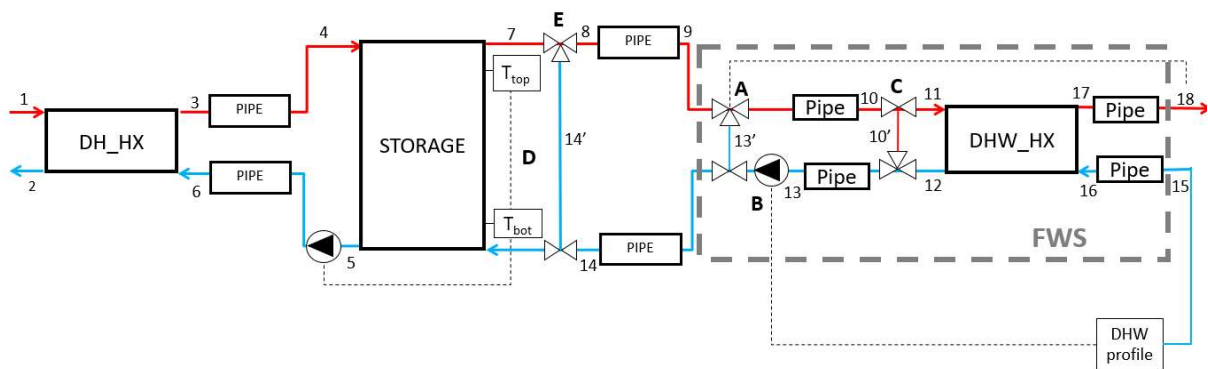 E
4
7
8
PIPE
9
T_top
A
C
1
3
PIPE
10
11
17
18
Pipe
Pipe
DH_HX
14’
13’
10’
STORAGE
D
DHW_HX
2
6
PIPE
13
Pipe
12
16
Pipe
15
B
T_bot
5
14
PIPE
FWS
DHW
profile